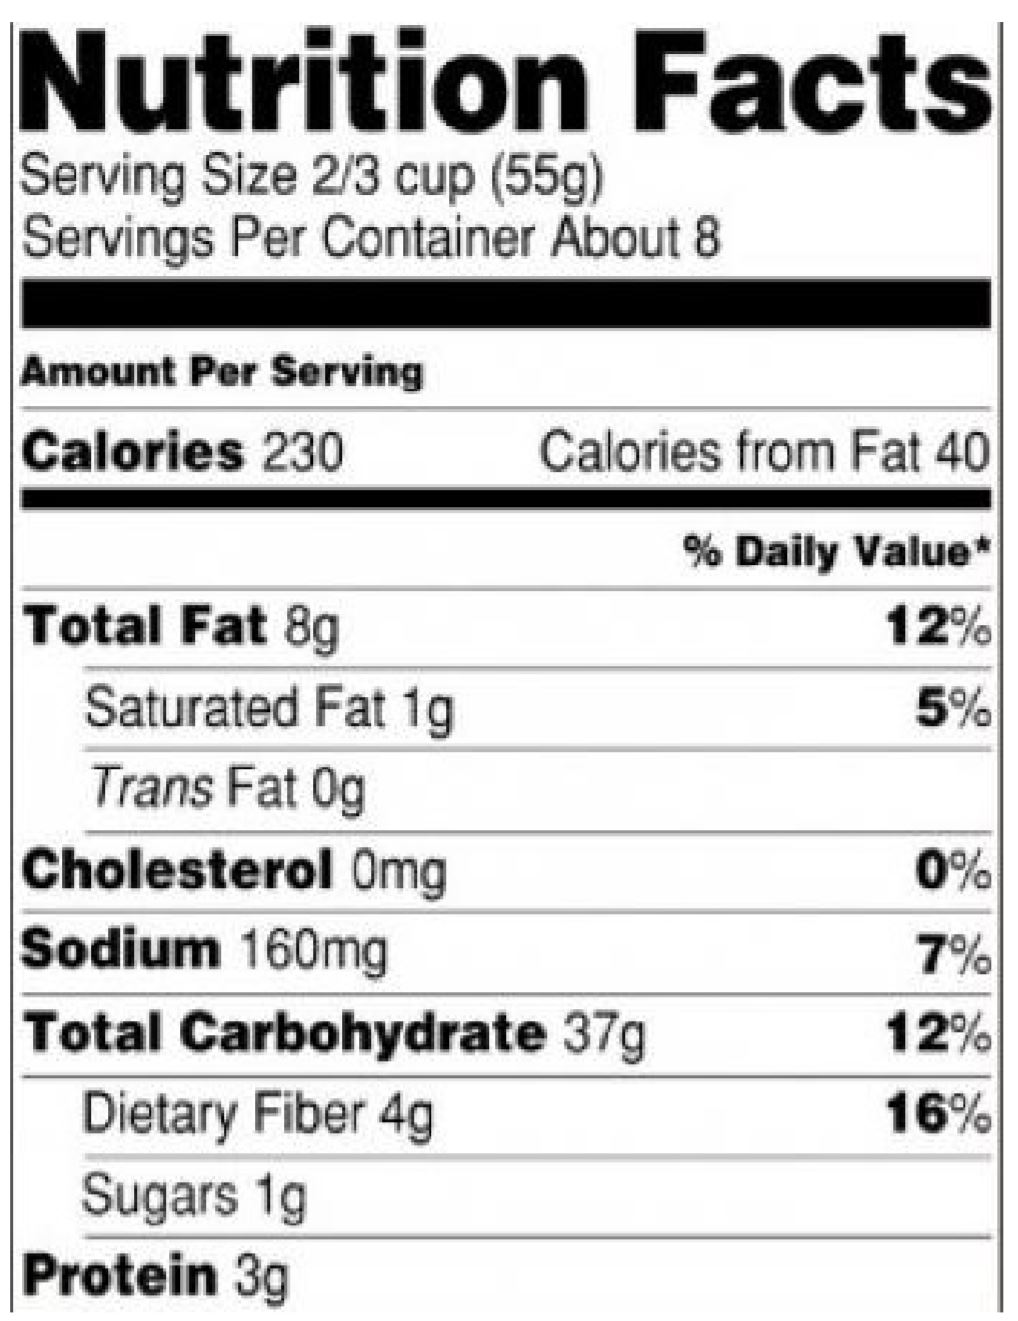 Nutrition Facts
Serving Size 2/3 cup (55g)
Servings Per Container About 8
Amount Per Serving
Calories 230 Calories from Fat 40
% Daily Value*
Total Fat 8g 12%
Saturated Fat 1g 5%
Trans Fat 0g
Cholesterol 0mg 0%
Sodium 160mg 7%
Total Carbohydrate 37g 12%
Dietary Fiber 4g 16%
Sugars 1g
Protein 3g